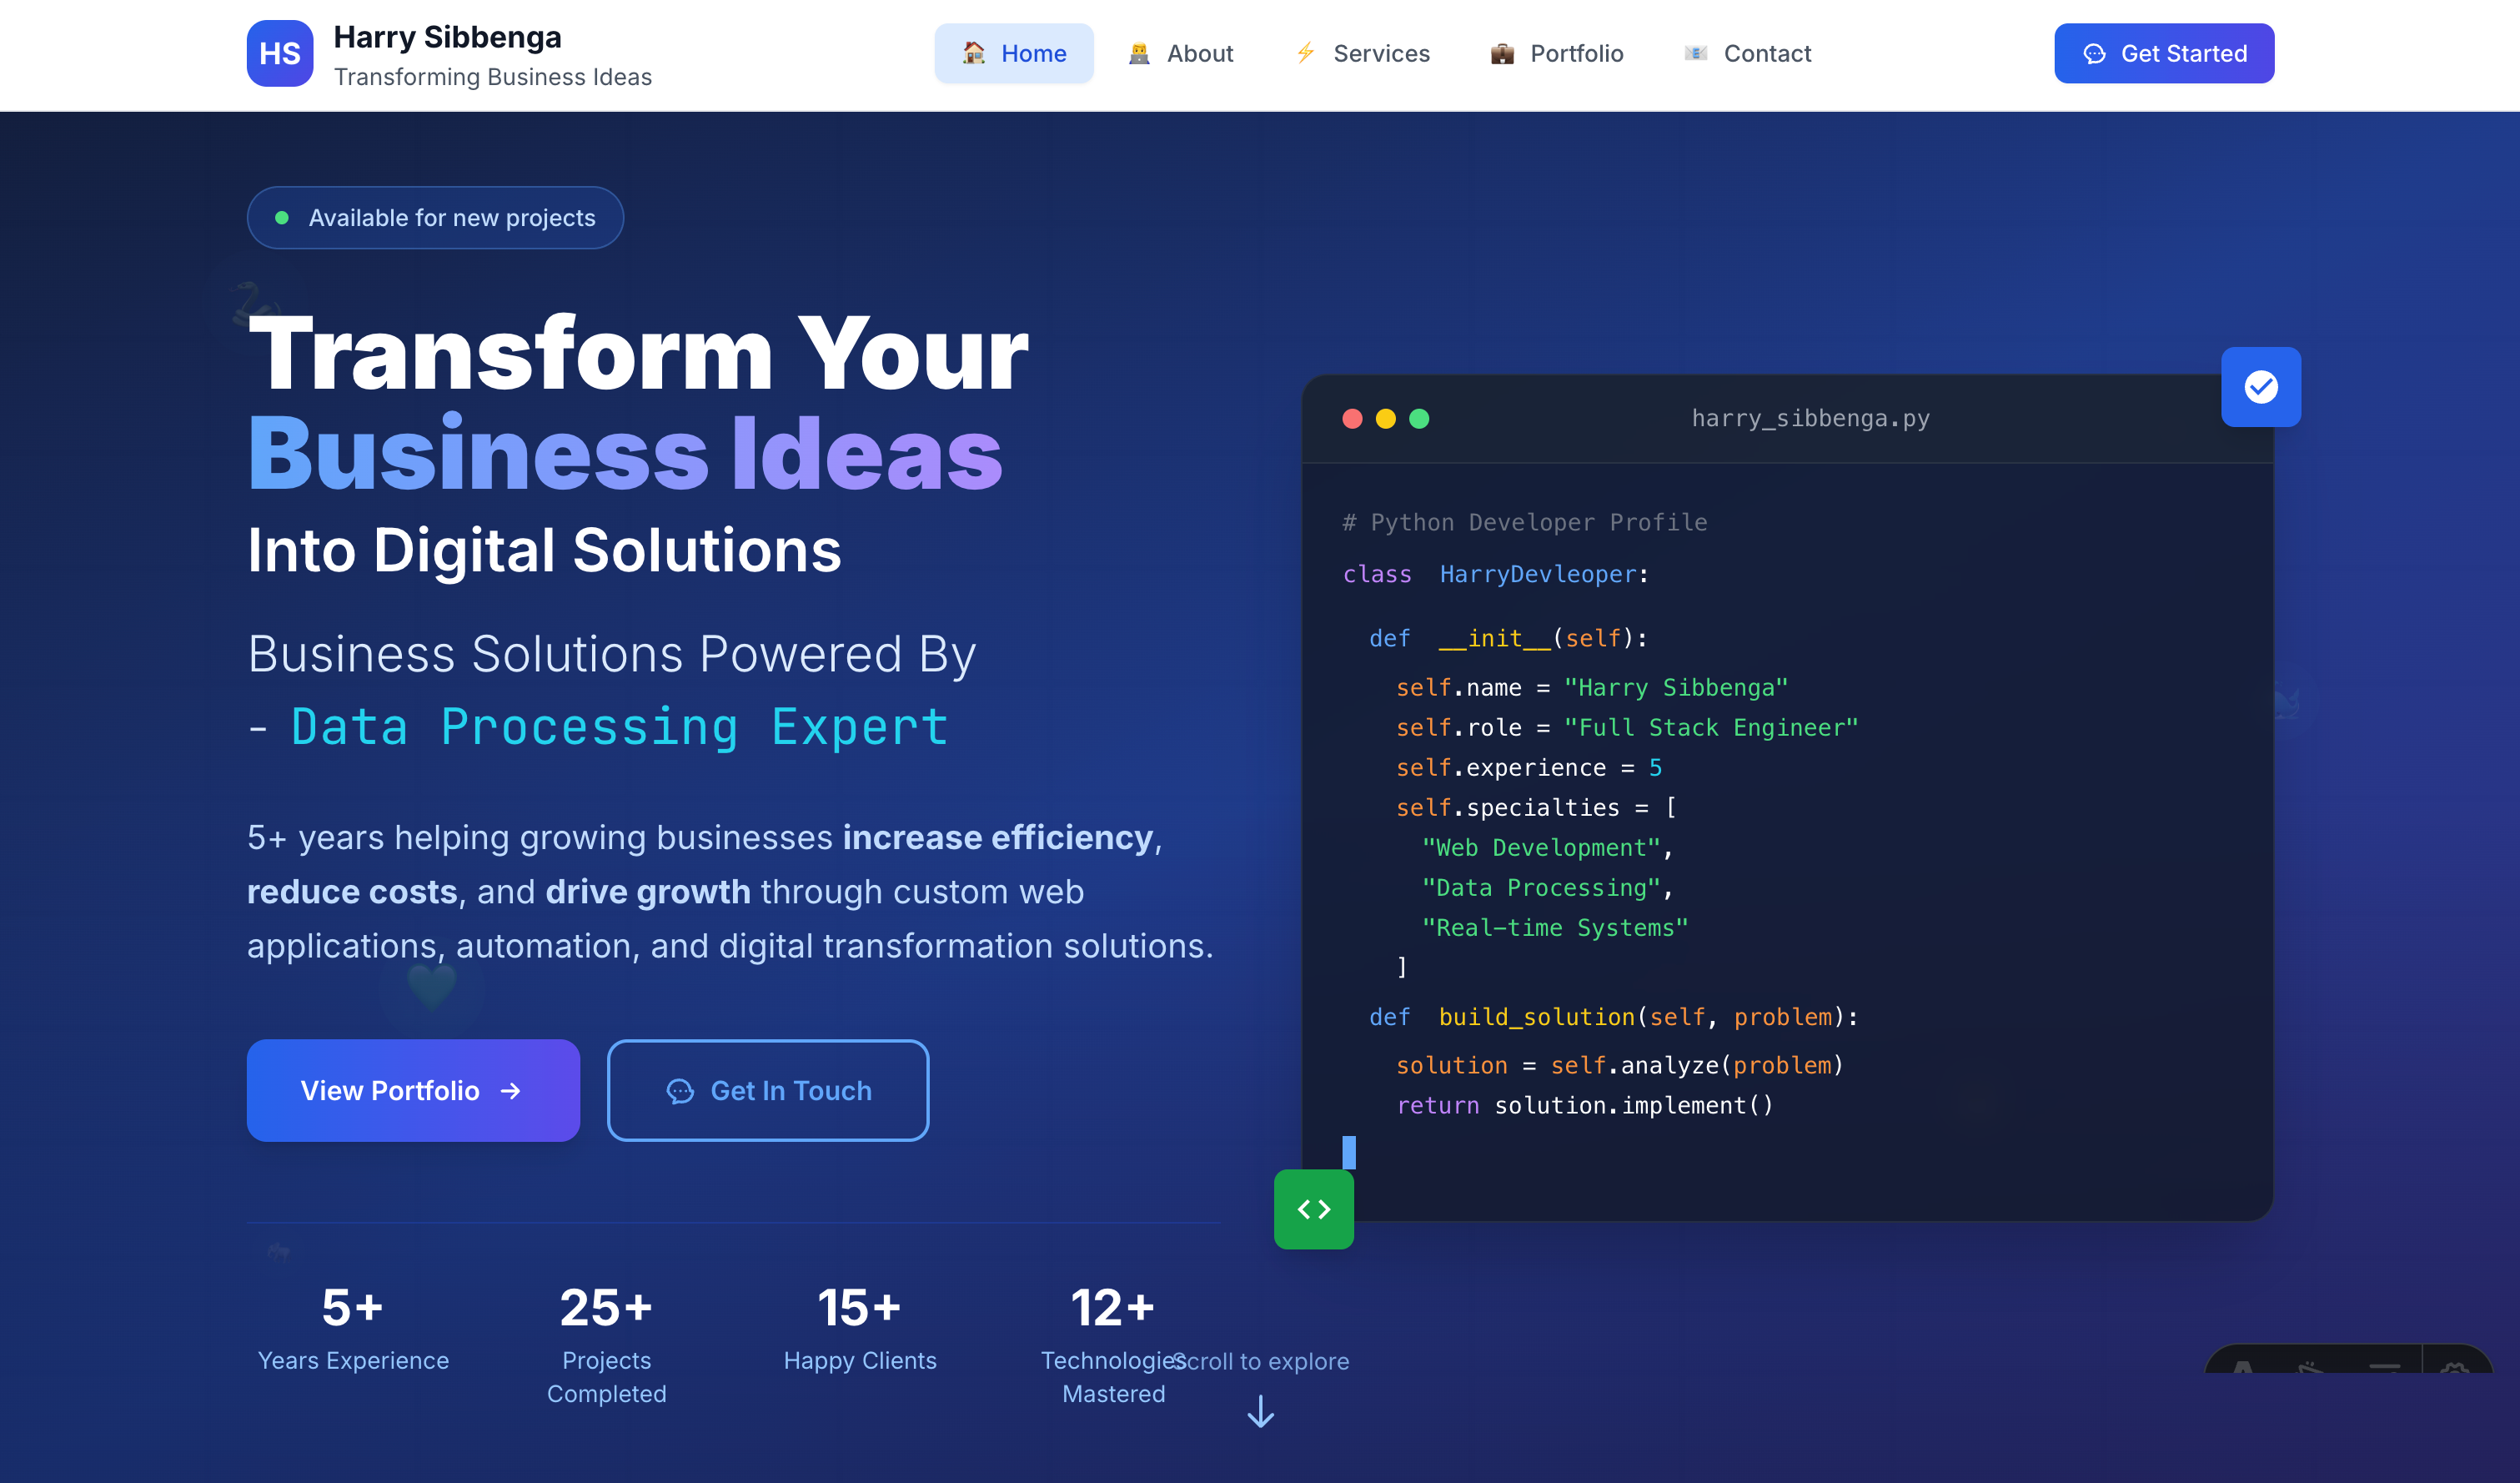 HS
Harry Sibbenga
Transforming Business Ideas
Home
About
Services
Portfolio
Contact
Get Started
Available for new projects
Transform Your
Business Ideas
Into Digital Solutions
Business Solutions Powered By
- Data Processing Expert
5+ years helping growing businesses increase efficiency,
reduce costs, and drive growth through custom web
applications, automation, and digital transformation solutions.
View Portfolio →
Get In Touch
5+
Years Experience
25+
Projects
Completed
15+
Happy Clients
12+
Technologies
Mastered
Scroll to explore
harry_sibbenga.py
# Python Developer Profile
class HarryDevleoper:
def __init__(self):
self.name = "Harry Sibbenga"
self.role = "Full Stack Engineer"
self.experience = 5
self.specialties = [
"Web Development",
"Data Processing",
"Real-time Systems"
]
def build_solution(self, problem):
solution = self.analyze(problem)
return solution.implement()